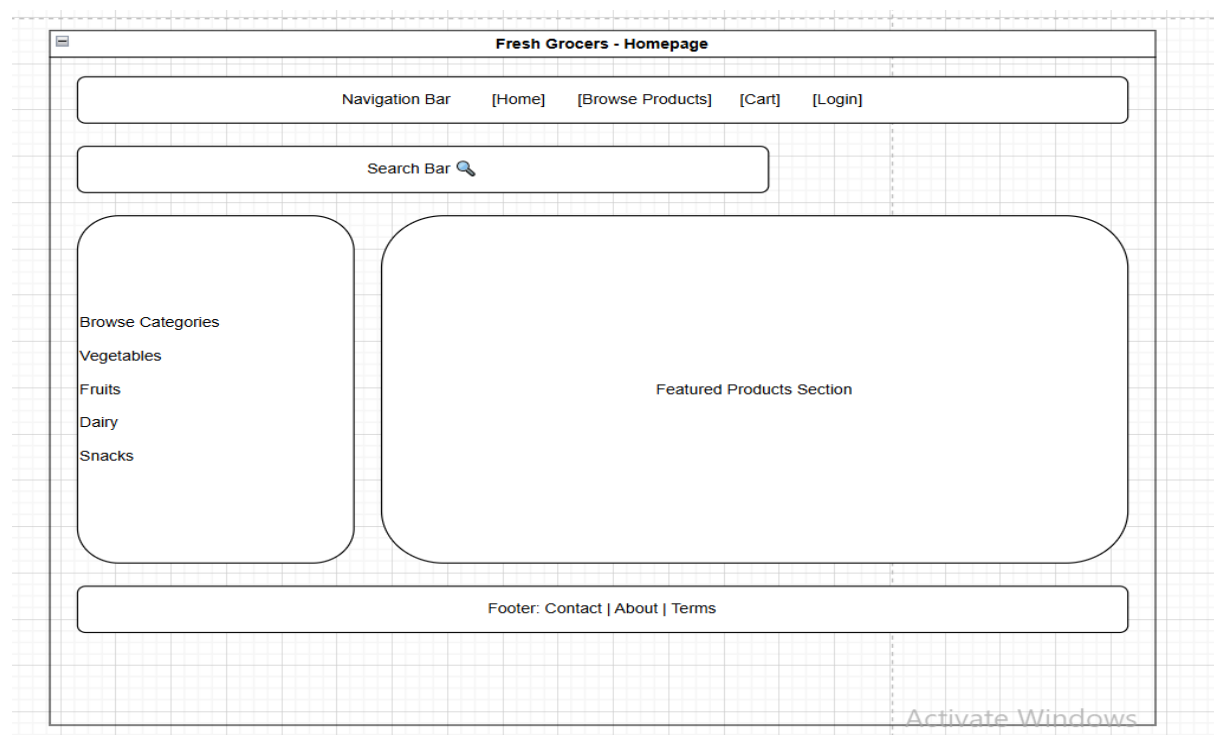 Fresh Grocers - Homepage
Navigation Bar [Home] [Browse Products] [Cart] [Login]
Search Bar 🔍
Browse Categories
Vegetables
Fruits
Dairy
Snacks
Featured Products Section
Footer: Contact | About | Terms
Activate Windows